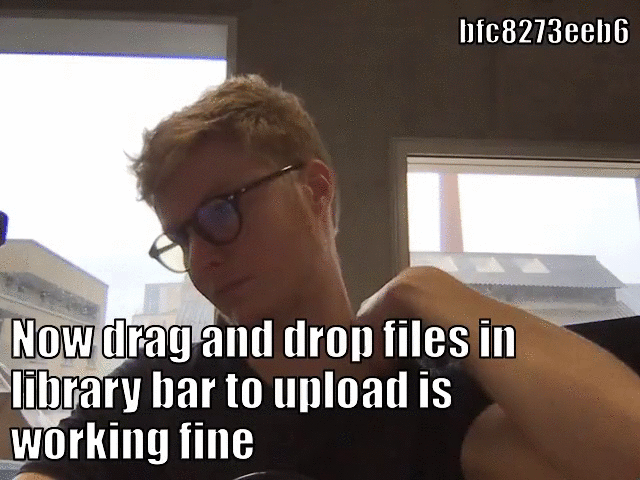 bfc8273eeb6
Now drag and drop files in
library bar to upload is
working fine